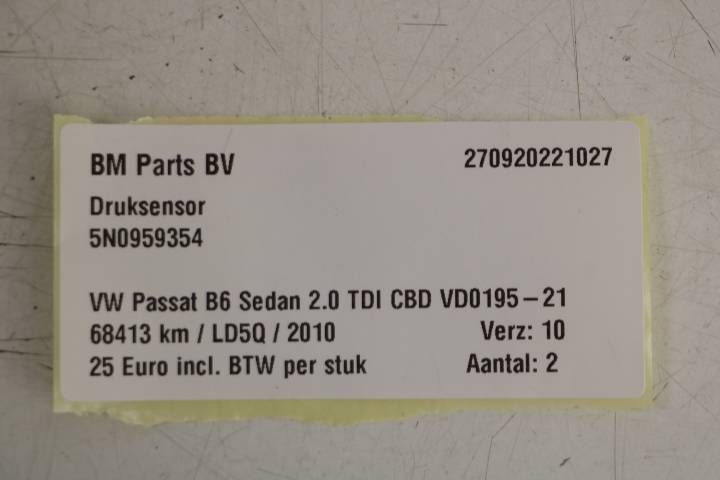 BM Parts BV 270920221027
Druksensor
5N0959354
VW Passat B6 Sedan 2.0 TDI CBD VD0195-21
68413 km / LD5Q / 2010 Verz: 10
25 Euro incl. BTW per stuk Aantal: 2